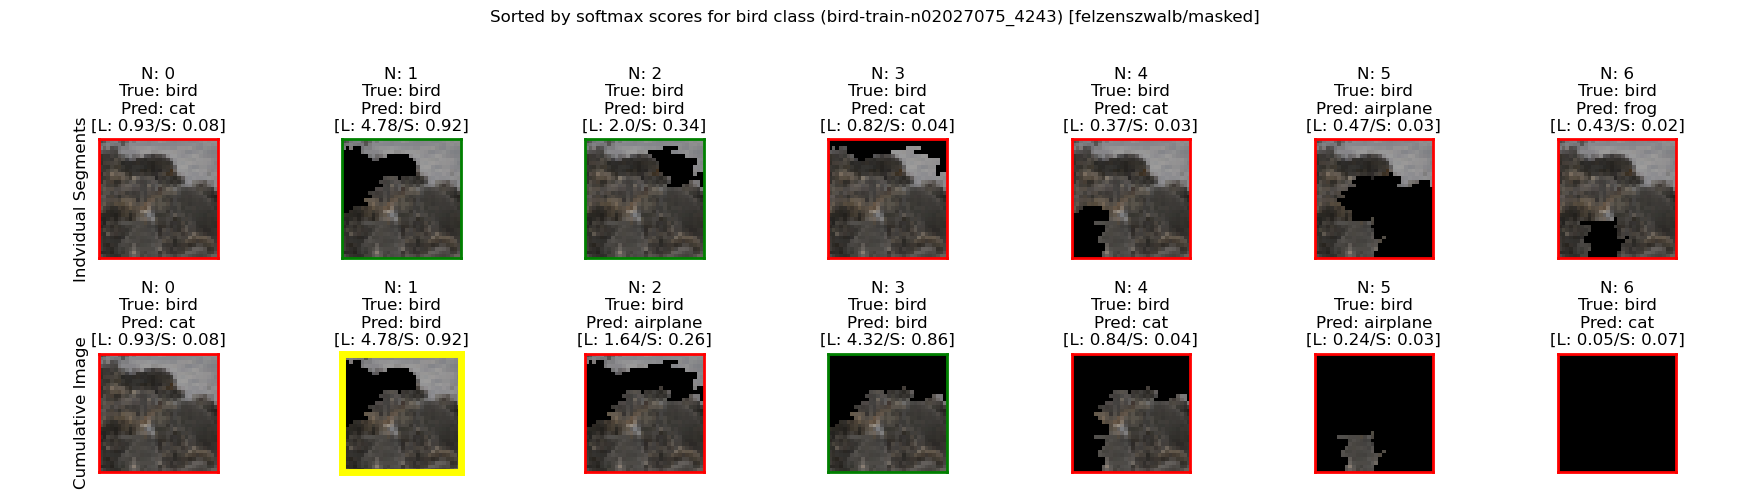 Sorted by softmax scores for bird class (bird-train-n02027075_4243) [felzenszwalb/masked]
Indvidual Segments
N: 0
True: bird
Pred: cat
[L: 0.93/S: 0.08]
N: 1
True: bird
Pred: bird
[L: 4.78/S: 0.92]
N: 2
True: bird
Pred: bird
[L: 2.0/S: 0.34]
N: 3
True: bird
Pred: cat
[L: 0.82/S: 0.04]
N: 4
True: bird
Pred: cat
[L: 0.37/S: 0.03]
N: 5
True: bird
Pred: airplane
[L: 0.47/S: 0.03]
N: 6
True: bird
Pred: frog
[L: 0.43/S: 0.02]
Cumulative Image
N: 0
True: bird
Pred: cat
[L: 0.93/S: 0.08]
N: 1
True: bird
Pred: bird
[L: 4.78/S: 0.92]
N: 2
True: bird
Pred: airplane
[L: 1.64/S: 0.26]
N: 3
True: bird
Pred: bird
[L: 4.32/S: 0.86]
N: 4
True: bird
Pred: cat
[L: 0.84/S: 0.04]
N: 5
True: bird
Pred: airplane
[L: 0.24/S: 0.03]
N: 6
True: bird
Pred: cat
[L: 0.05/S: 0.07]